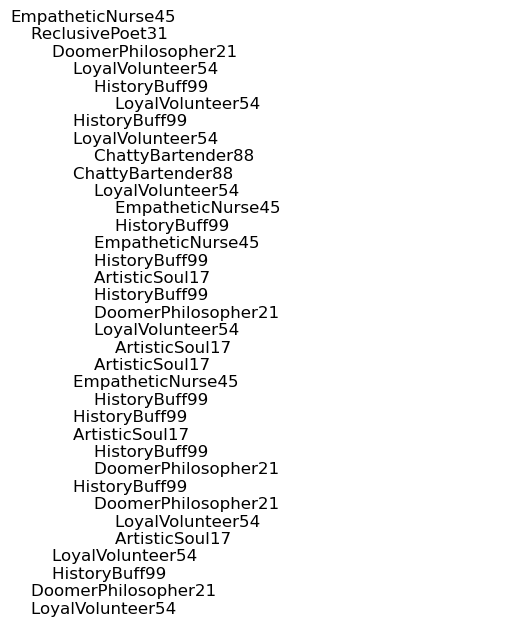 EmpatheticNurse45
    ReclusivePoet31
        DoomerPhilosopher21
            LoyalVolunteer54
                HistoryBuff99
                    LoyalVolunteer54
            HistoryBuff99
            LoyalVolunteer54
                ChattyBartender88
            ChattyBartender88
                LoyalVolunteer54
                    EmpatheticNurse45
                    HistoryBuff99
                EmpatheticNurse45
                HistoryBuff99
                ArtisticSoul17
                HistoryBuff99
                DoomerPhilosopher21
                LoyalVolunteer54
                    ArtisticSoul17
                ArtisticSoul17
            EmpatheticNurse45
                HistoryBuff99
            HistoryBuff99
            ArtisticSoul17
                HistoryBuff99
                DoomerPhilosopher21
            HistoryBuff99
                DoomerPhilosopher21
                    LoyalVolunteer54
                    ArtisticSoul17
        LoyalVolunteer54
        HistoryBuff99
    DoomerPhilosopher21
    LoyalVolunteer54